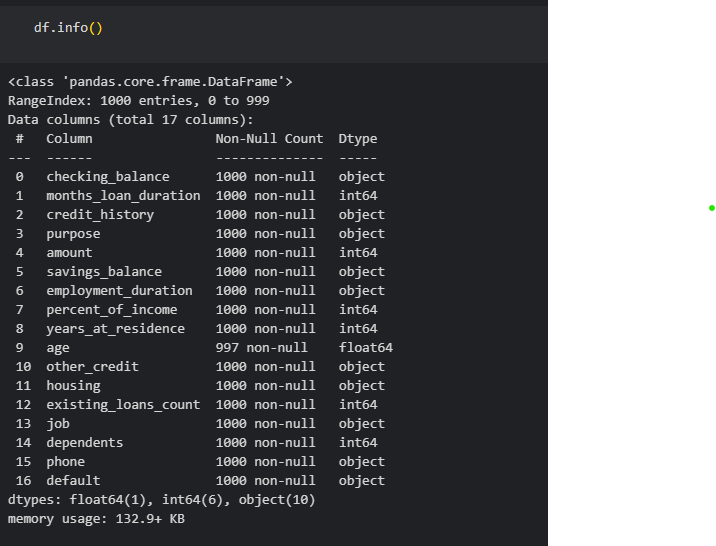 df.info()
<class 'pandas.core.frame.DataFrame'>
RangeIndex: 1000 entries, 0 to 999
Data columns (total 17 columns):
 #   Column                Non-Null Count  Dtype
---  ------                --------------  -----
 0   checking_balance      1000 non-null   object
 1   months_loan_duration  1000 non-null   int64
 2   credit_history        1000 non-null   object
 3   purpose               1000 non-null   object
 4   amount                1000 non-null   int64
 5   savings_balance       1000 non-null   object
 6   employment_duration   1000 non-null   object
 7   percent_of_income     1000 non-null   int64
 8   years_at_residence    1000 non-null   int64
 9   age                   997 non-null    float64
 10  other_credit          1000 non-null   object
 11  housing               1000 non-null   object
 12  existing_loans_count  1000 non-null   int64
 13  job                   1000 non-null   object
 14  dependents            1000 non-null   int64
 15  phone                 1000 non-null   object
 16  default               1000 non-null   object
dtypes: float64(1), int64(6), object(10)
memory usage: 132.9+ KB